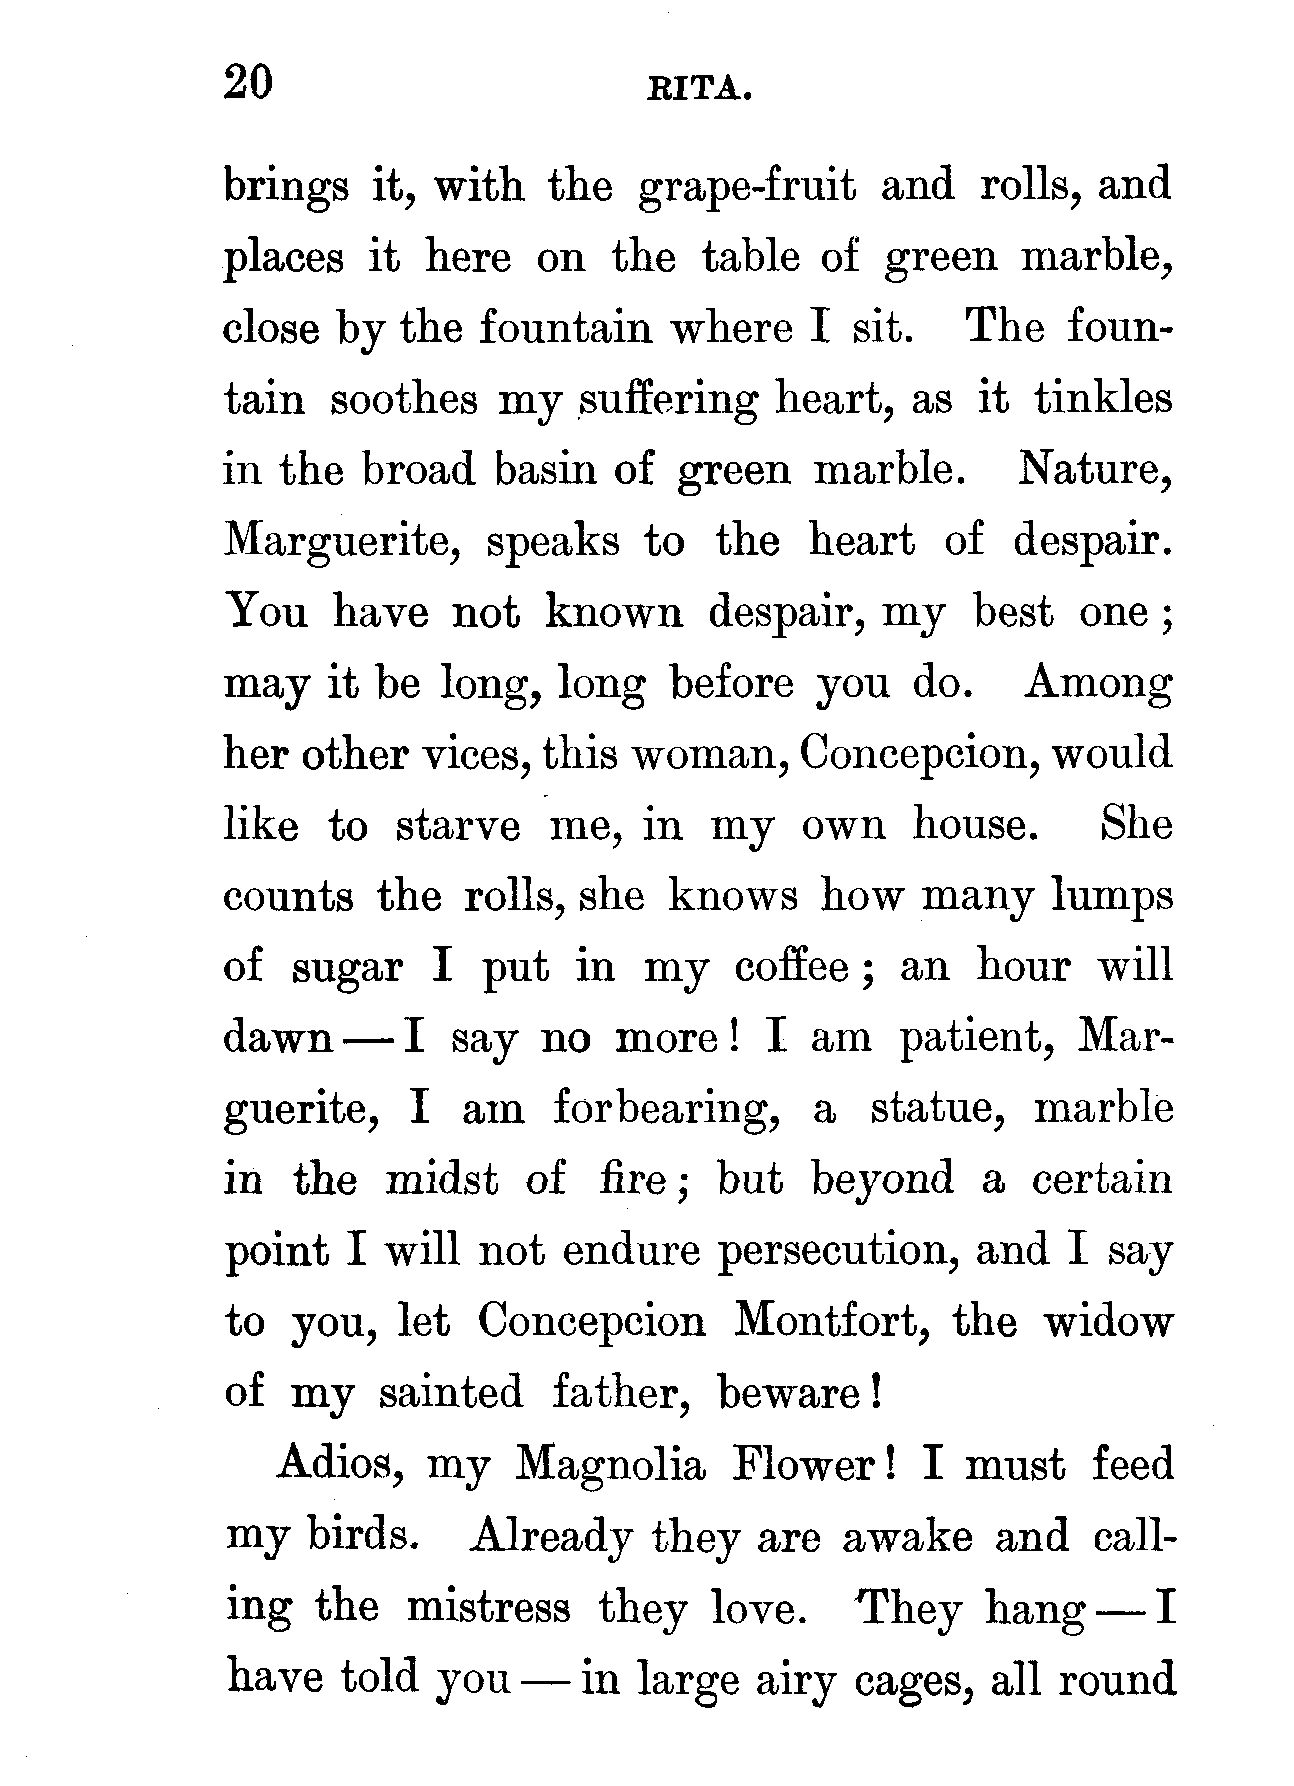 20 RITA.
brings it, with the grape-fruit and rolls, and
places it here on the table of green marble,
close by the fountain where I sit. The foun-
tain soothes my suffering heart, as it tinkles
in the broad basin of green marble. Nature,
Marguerite, speaks to the heart of despair.
You have not known despair, my best one ;
may it be long, long before you do. Among
her other vices, this woman, Concepcion, would
like to starve me, in my own house. She
counts the rolls, she knows how many lumps
of sugar I put in my coffee ; an hour will
dawn — I say no more ! I am patient, Mar-
guerite, I am forbearing, a statue, marble
in the midst of fire ; but beyond a certain
point I will not endure persecution, and I say
to you, let Concepcion Montfort, the widow
of my sainted father, beware !
Adios, my Magnolia Flower ! I must feed
my birds. Already they are awake and call-
ing the mistress they love. They hang — I
have told you — in large airy cages, all round